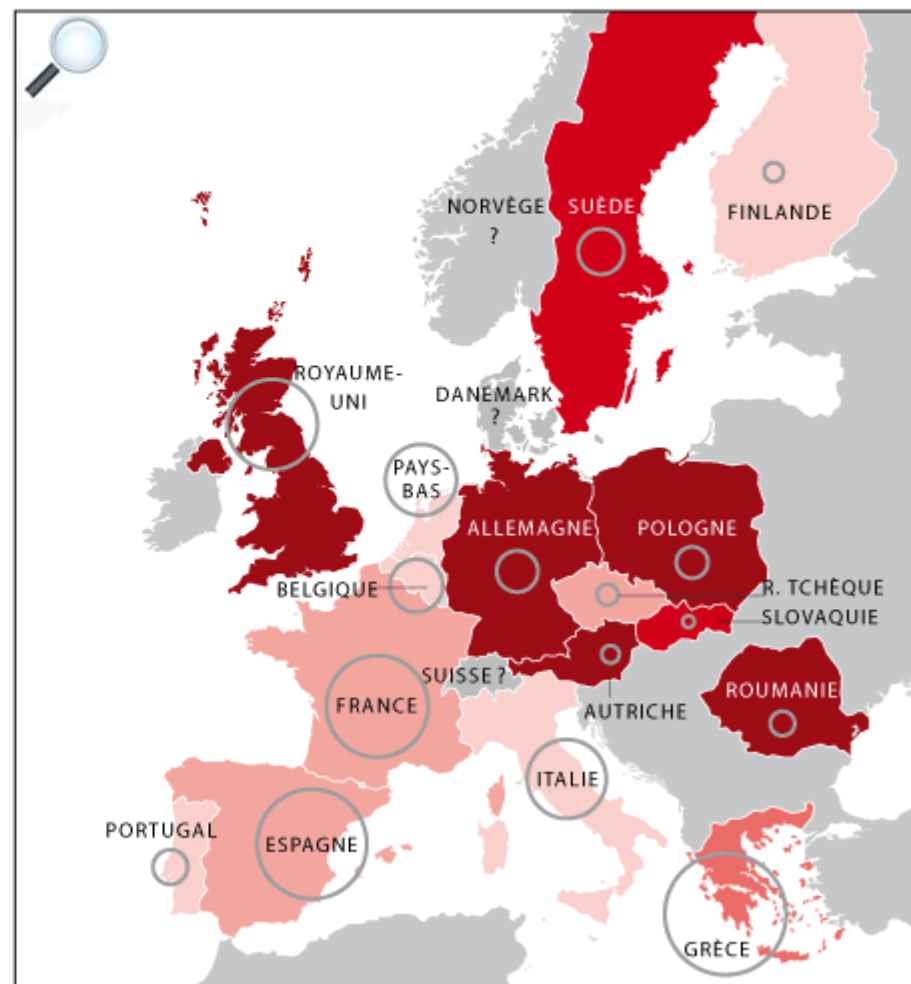 NORVÈGE
?
SUÈDE
FINLANDE
ROYAUME-
UNI
DANEMARK
?
PAYS-
BAS
ALLEMAGNE
POLOGNE
BELGIQUE
R. TCHÈQUE
SLOVAQUIE
SUISSE ?
FRANCE
AUTRICHE
ROUMANIE
ITALIE
PORTUGAL
ESPAGNE
GRÈCE